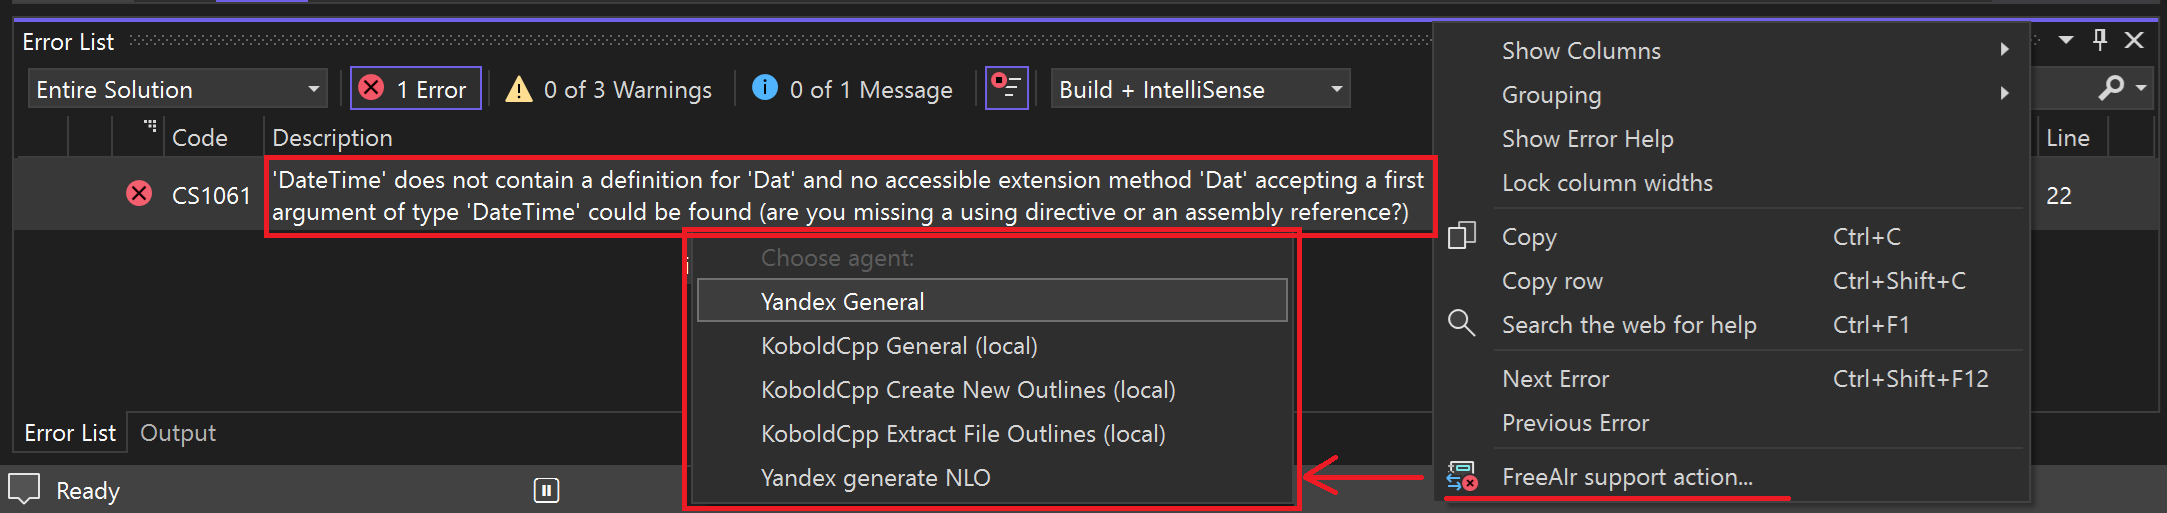 Error List
Entire Solution
1 Error
0 of 3 Warnings
0 of 1 Message
Build + IntelliSense
Code
Description
Line
CS1061
'DateTime' does not contain a definition for 'Dat' and no accessible extension method 'Dat' accepting a first
argument of type 'DateTime' could be found (are you missing a using directive or an assembly reference?)
22
Choose agent:
Yandex General
KoboldCpp General (local)
KoboldCpp Create New Outlines (local)
KoboldCpp Extract File Outlines (local)
Yandex generate NLO
Show Columns
Grouping
Show Error Help
Lock column widths
Copy Ctrl+C
Copy row Ctrl+Shift+C
Search the web for help Ctrl+F1
Next Error Ctrl+Shift+F12
Previous Error
FreeAIr support action...
Error List
Output
Ready